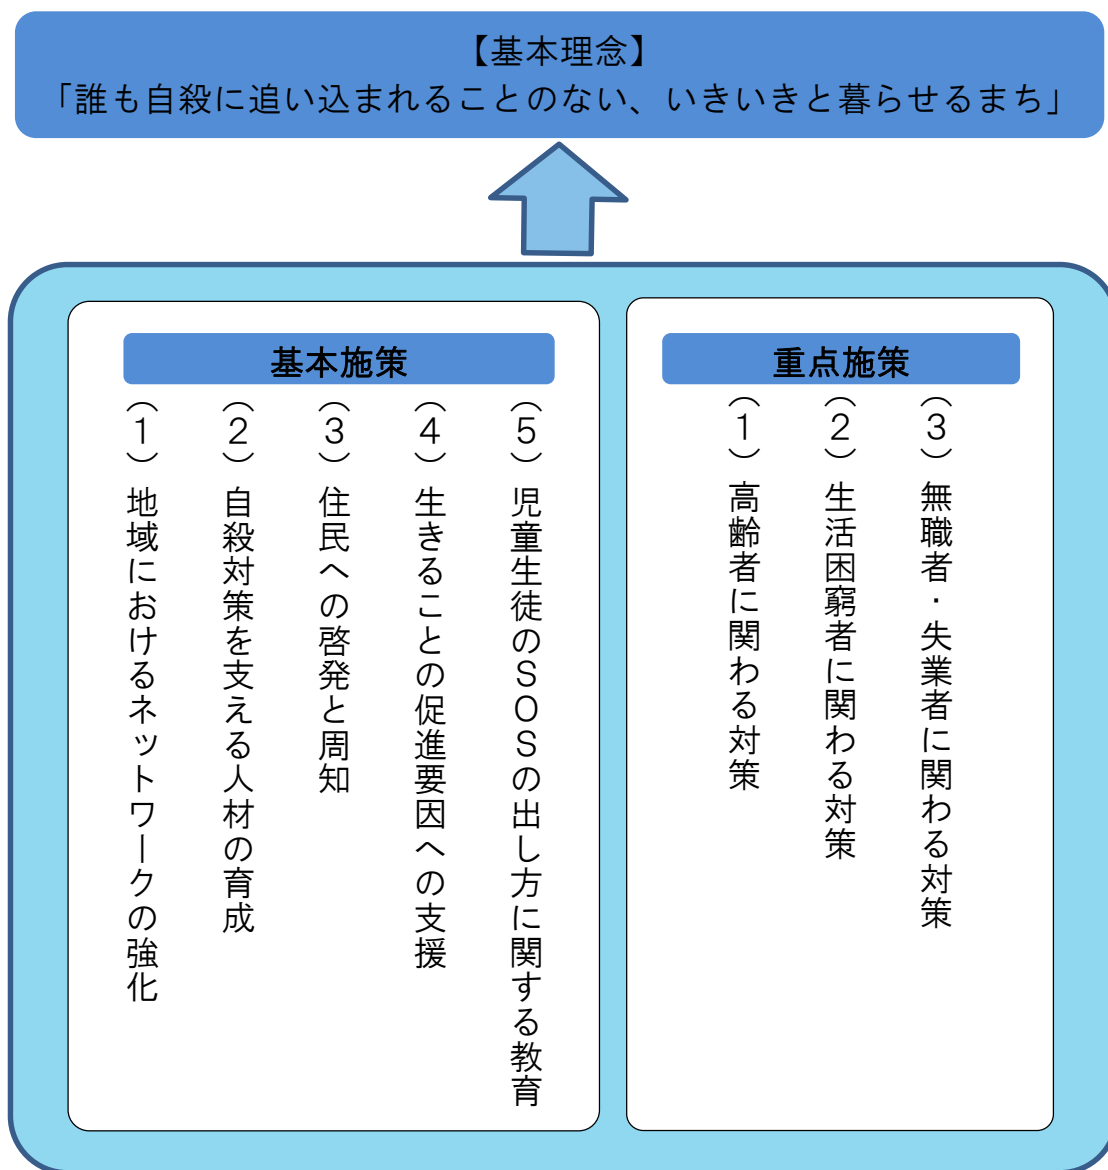 【基本理念】
「誰も自殺に追い込まれることのない、いきいきと暮らせるまち」
基本施策
（1）地域におけるネットワークの強化
（2）自殺対策を支える人材の育成
（3）住民への啓発と周知
（4）生きることの促進要因への支援
（5）児童生徒のSOSの出し方に関する教育
重点施策
（1）高齢者に関わる対策
（2）生活困窮者に関わる対策
（3）無職者・失業者に関わる対策